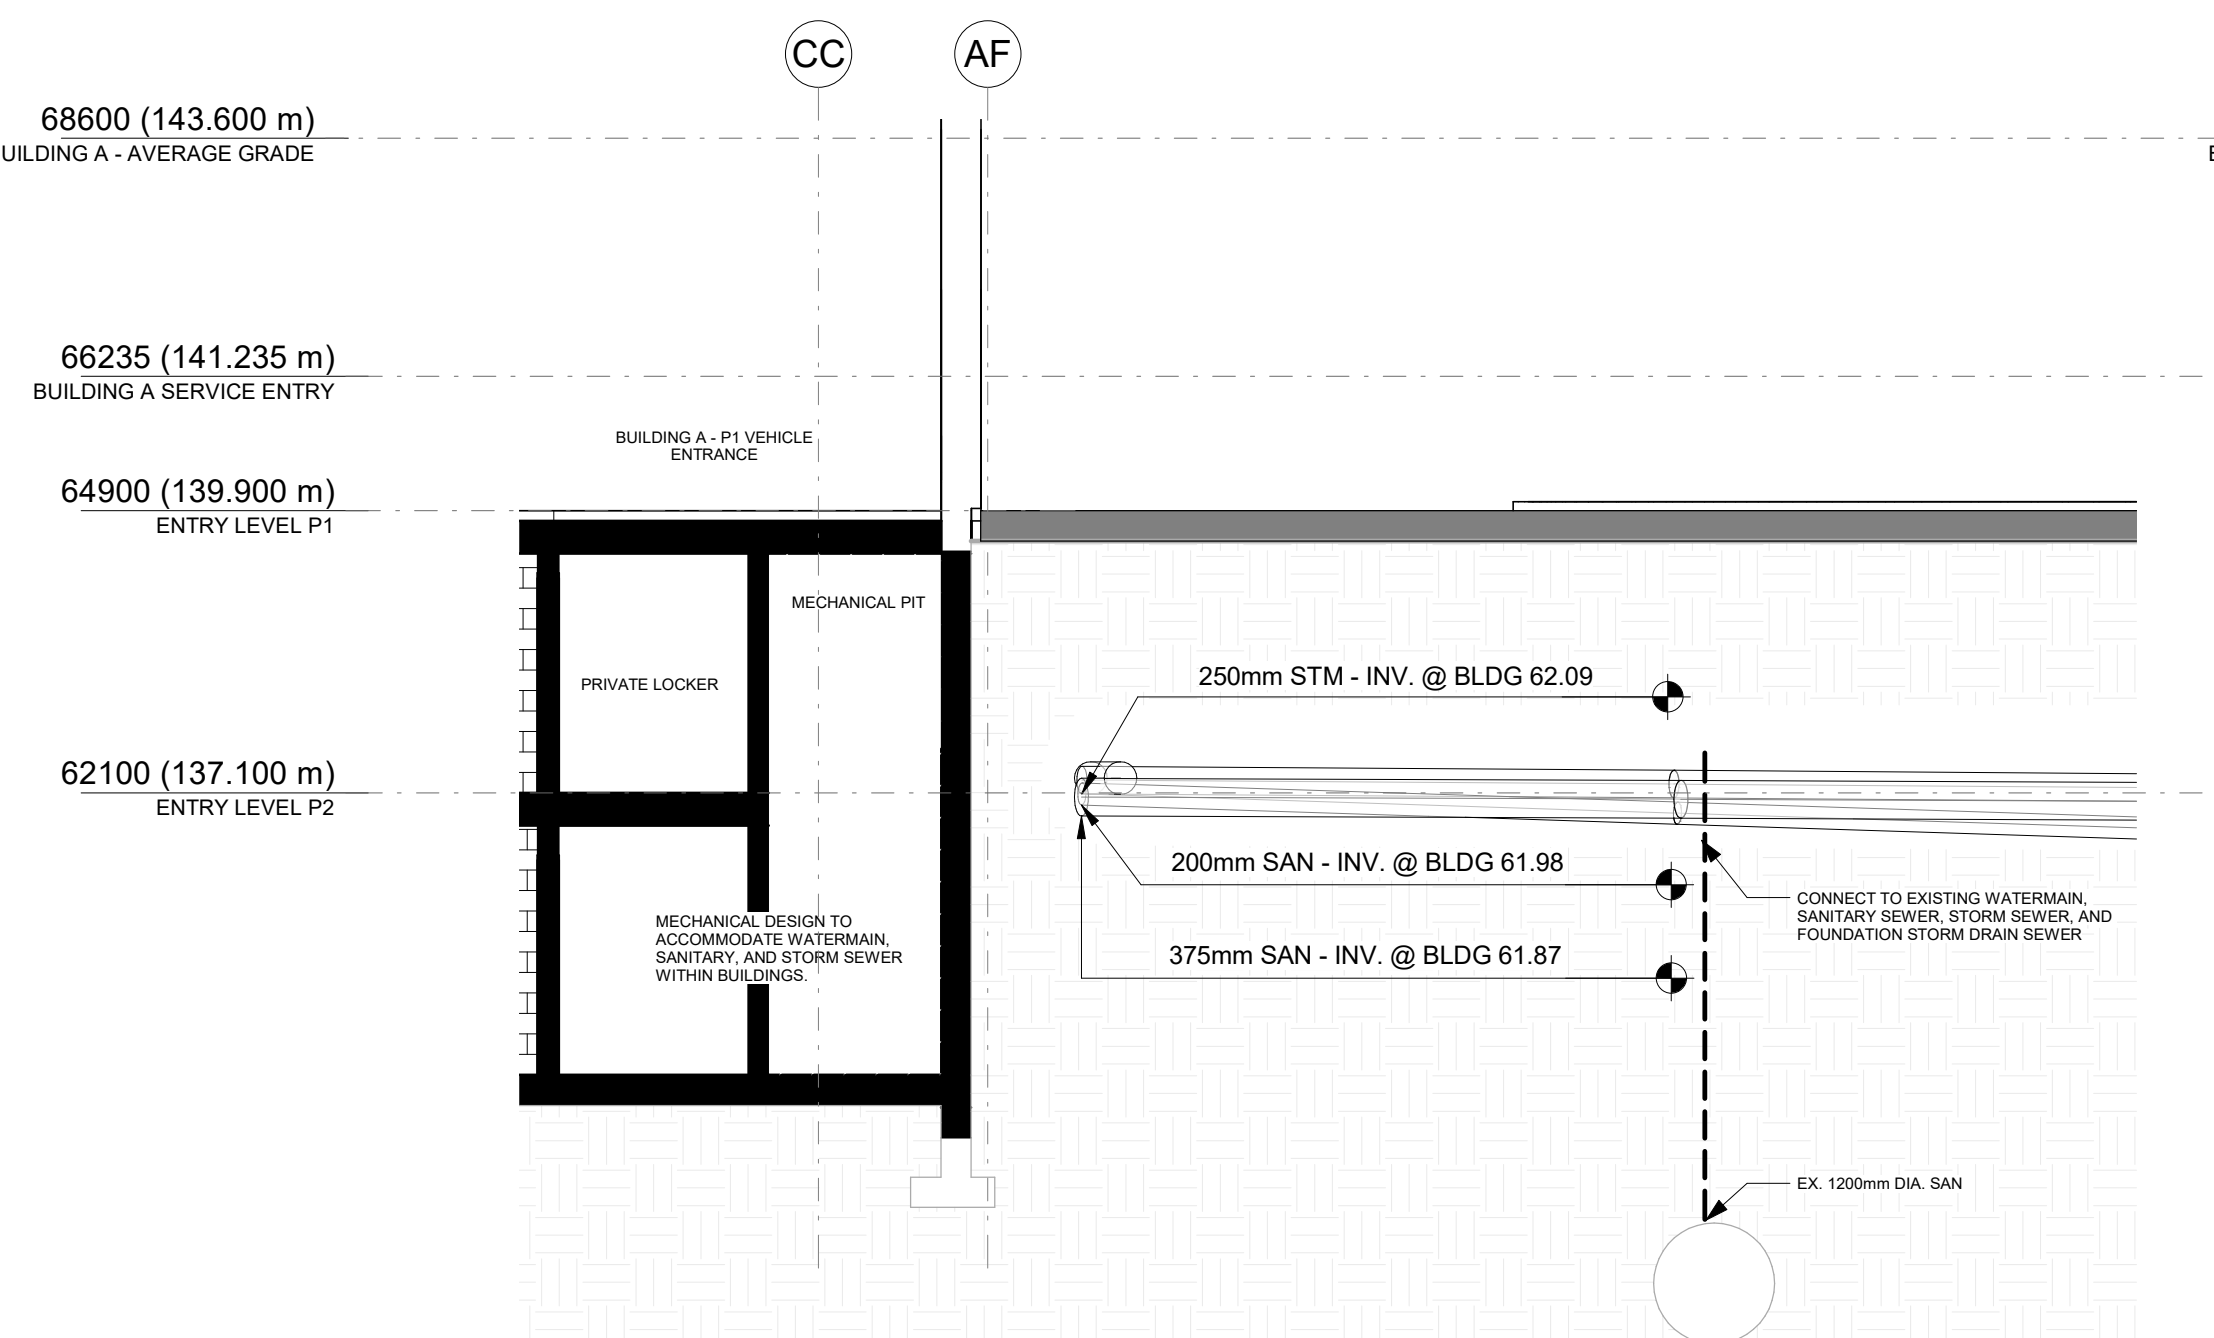 CC
AF
68600 (143.600 m)
UILDING A - AVERAGE GRADE
66235 (141.235 m)
BUILDING A SERVICE ENTRY
BUILDING A - P1 VEHICLE
ENTRANCE
64900 (139.900 m)
ENTRY LEVEL P1
MECHANICAL PIT
PRIVATE LOCKER
250mm STM - INV. @ BLDG 62.09
62100 (137.100 m)
ENTRY LEVEL P2
200mm SAN - INV. @ BLDG 61.98
CONNECT TO EXISTING WATERMAIN,
SANITARY SEWER, STORM SEWER, AND
FOUNDATION STORM DRAIN SEWER
MECHANICAL DESIGN TO
ACCOMMODATE WATERMAIN,
SANITARY, AND STORM SEWER
WITHIN BUILDINGS.
375mm SAN - INV. @ BLDG 61.87
EX. 1200mm DIA. SAN